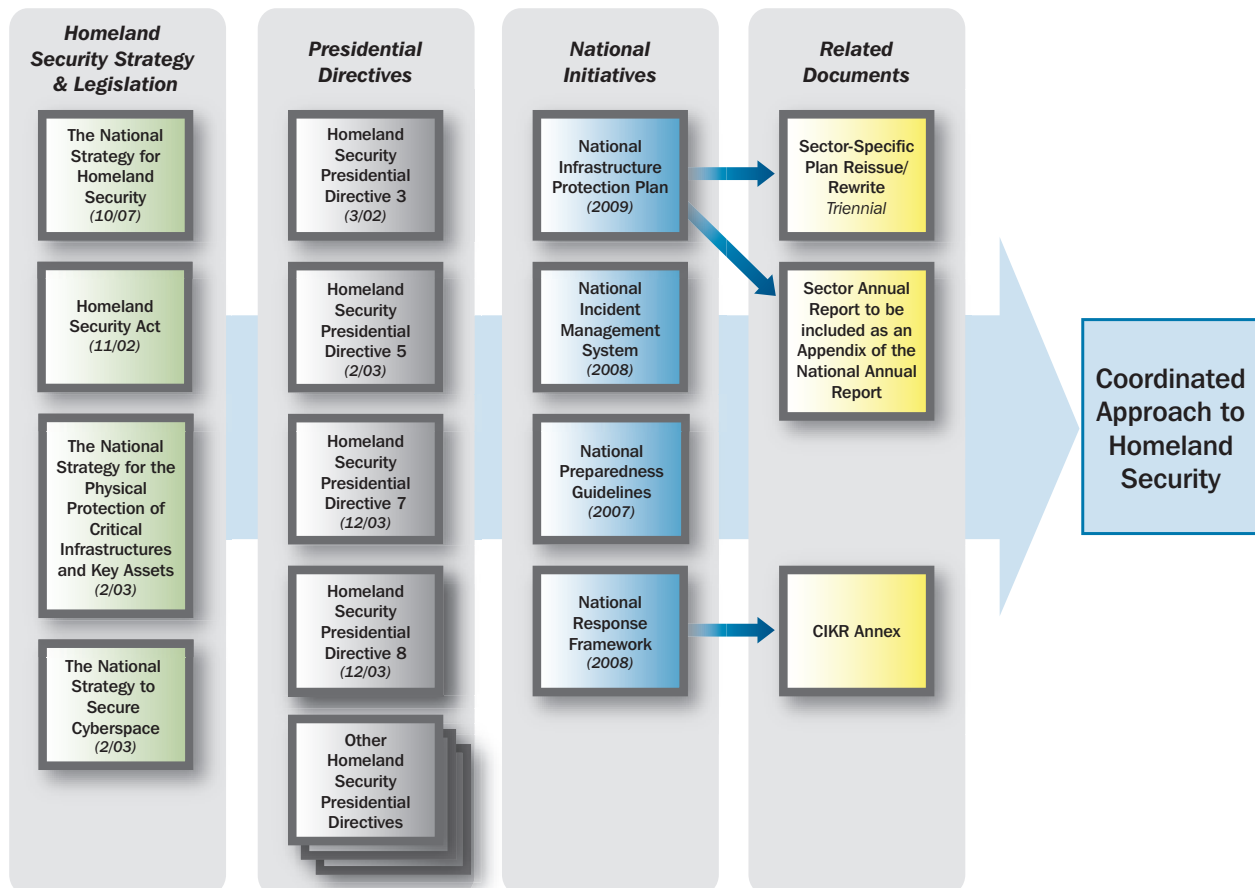 Homeland
Security Strategy
& Legislation
The National
Strategy for
Homeland
Security
(10/07)
Homeland
Security Act
(11/02)
The National
Strategy for the
Physical
Protection of
Critical
Infrastructures
and Key Assets
(2/03)
The National
Strategy to
Secure
Cyberspace
(2/03)
Presidential
Directives
Homeland
Security
Presidential
Directive 3
(3/02)
Homeland
Security
Presidential
Directive 5
(2/03)
Homeland
Security
Presidential
Directive 7
(12/03)
Homeland
Security
Presidential
Directive 8
(12/03)
Other
Homeland
Security
Presidential
Directives
National
Initiatives
National
Infrastructure
Protection Plan
(2009)
National
Incident
Management
System
(2008)
National
Preparedness
Guidelines
(2007)
National
Response
Framework
(2008)
Related
Documents
Sector-Specific
Plan Reissue/
Rewrite
Triennial
Sector Annual
Report to be
included as an
Appendix of the
National Annual
Report
CIKR Annex
Coordinated
Approach to
Homeland
Security